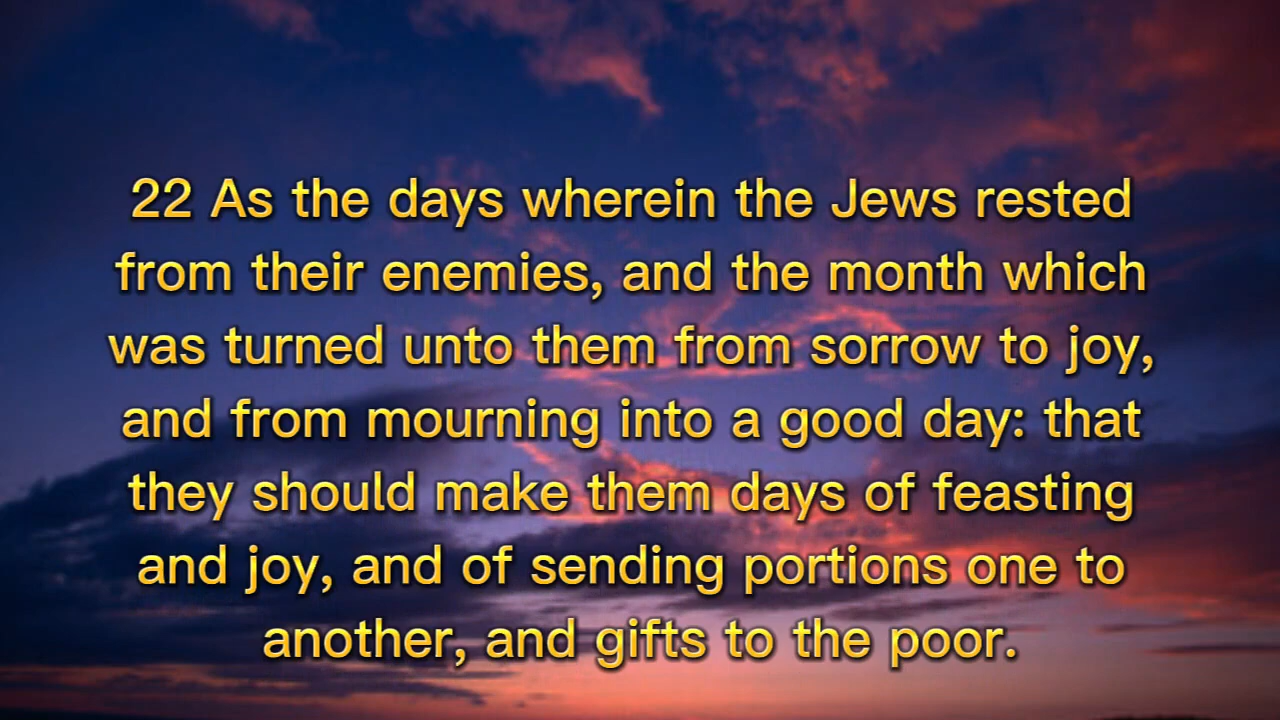 22 As the days wherein the Jews rested
from their enemies, and the month which
was turned unto them from sorrow to joy,
and from mourning into a good day: that
they should make them days of feasting
and joy, and of sending portions one to
another, and gifts to the poor.